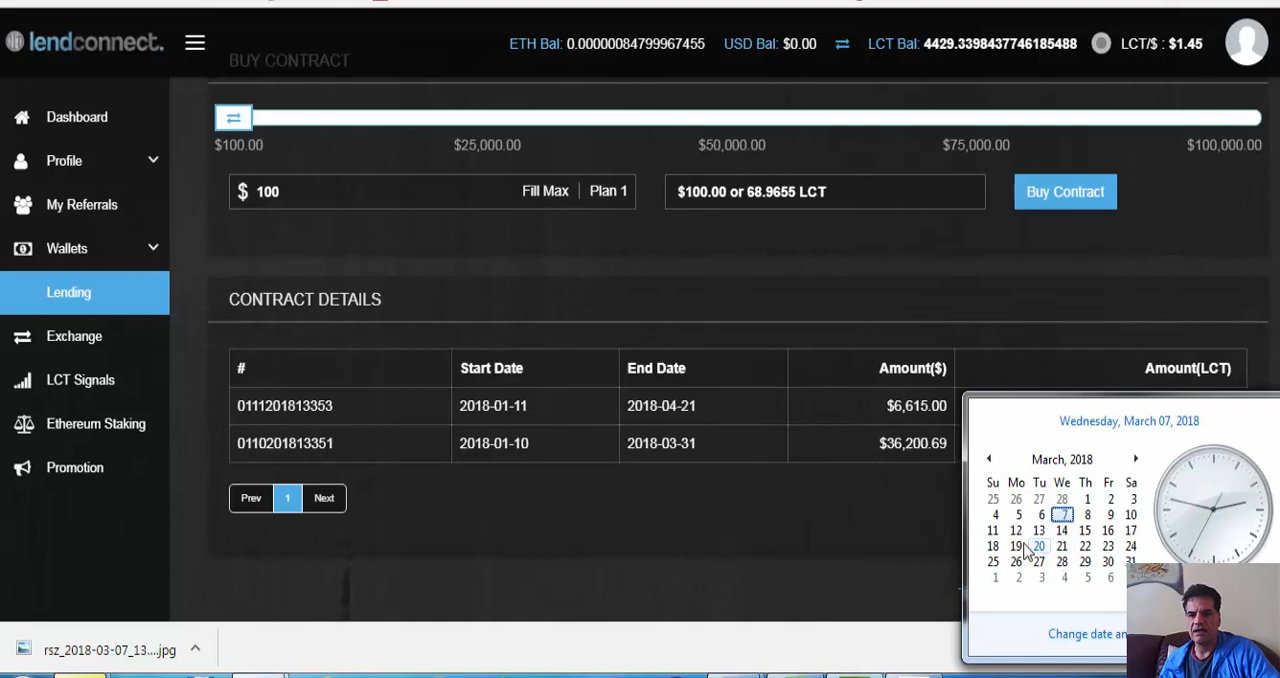 lendconnect.
ETH Bal: 0.00000084799967455 USD Bal: $0.00 LCT Bal: 4429.3398437746185488 LCT/$ : $1.45
BUY CONTRACT
Dashboard
Profile
My Referrals
Wallets
Lending
Exchange
LCT Signals
Ethereum Staking
Promotion
$100.00 $25,000.00 $50,000.00 $75,000.00 $100,000.00
$ 100 Fill Max Plan 1 $100.00 or 68.9655 LCT Buy Contract
CONTRACT DETAILS
# Start Date End Date Amount($) Amount(LCT)
0111201813353 2018-01-11 2018-04-21 $6,615.00
0110201813351 2018-01-10 2018-03-31 $36,200.69
Prev 1 Next
Wednesday, March 07, 2018
March, 2018
Su Mo Tu We Th Fr Sa
25 26 27 28 1 2 3
4 5 6 7 8 9 10
11 12 13 14 15 16 17
18 19 20 21 22 23 24
25 26 27 28 29 30 31
1 2 3 4 5 6
Change date an
rsz_2018-03-07_13....jpg